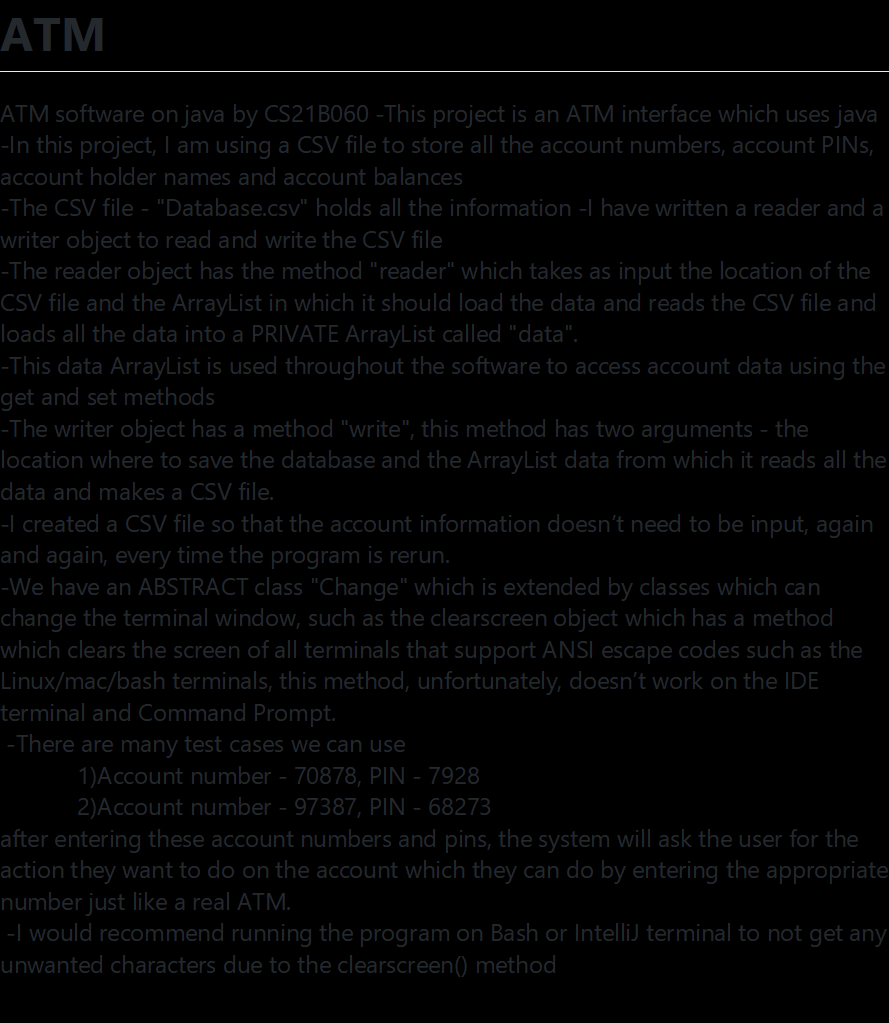 ATM
ATM software on java by CS21B060 -This project is an ATM interface which uses java
-In this project, I am using a CSV file to store all the account numbers, account PINs,
account holder names and account balances
-The CSV file - "Database.csv" holds all the information -I have written a reader and a
writer object to read and write the CSV file
-The reader object has the method "reader" which takes as input the location of the
CSV file and the ArrayList in which it should load the data and reads the CSV file and
loads all the data into a PRIVATE ArrayList called "data".
-This data ArrayList is used throughout the software to access account data using the
get and set methods
-The writer object has a method "write", this method has two arguments - the
location where to save the database and the ArrayList data from which it reads all the
data and makes a CSV file.
-I created a CSV file so that the account information doesn’t need to be input, again
and again, every time the program is rerun.
-We have an ABSTRACT class "Change" which is extended by classes which can
change the terminal window, such as the clearscreen object which has a method
which clears the screen of all terminals that support ANSI escape codes such as the
Linux/mac/bash terminals, this method, unfortunately, doesn’t work on the IDE
terminal and Command Prompt.
-There are many test cases we can use
1)Account number - 70878, PIN - 7928
2)Account number - 97387, PIN - 68273
after entering these account numbers and pins, the system will ask the user for the
action they want to do on the account which they can do by entering the appropriate
number just like a real ATM.
-I would recommend running the program on Bash or IntelliJ terminal to not get any
unwanted characters due to the clearscreen() method